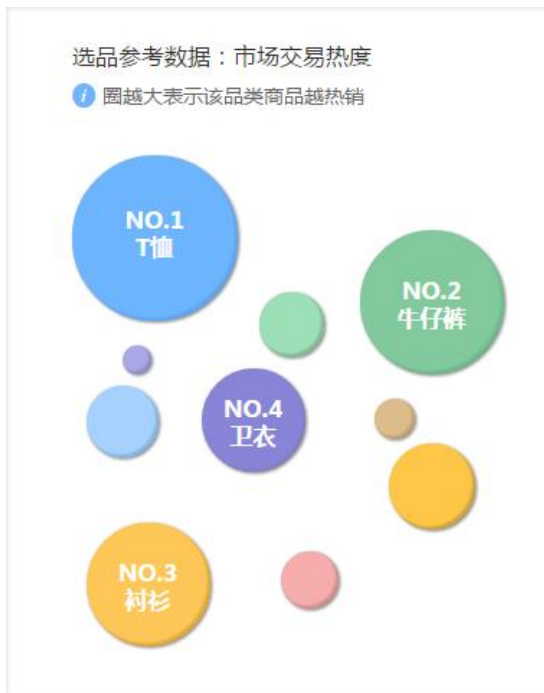 选品参考数据：市场交易热度
i 圈越大表示该品类商品越热销
NO.1
T恤
NO.2
牛仔裤
NO.4
卫衣
NO.3
衬衫